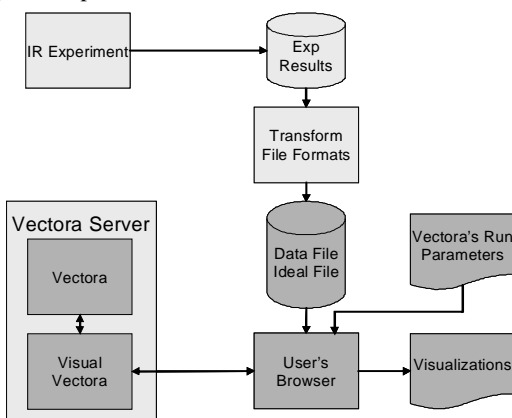 IR Experiment
Exp
Results
Transform
File Formats
Vectora Server
Vectora
Visual
Vectora
Data File
Ideal File
Vectora's Run
Parameters
User's
Browser
Visualizations